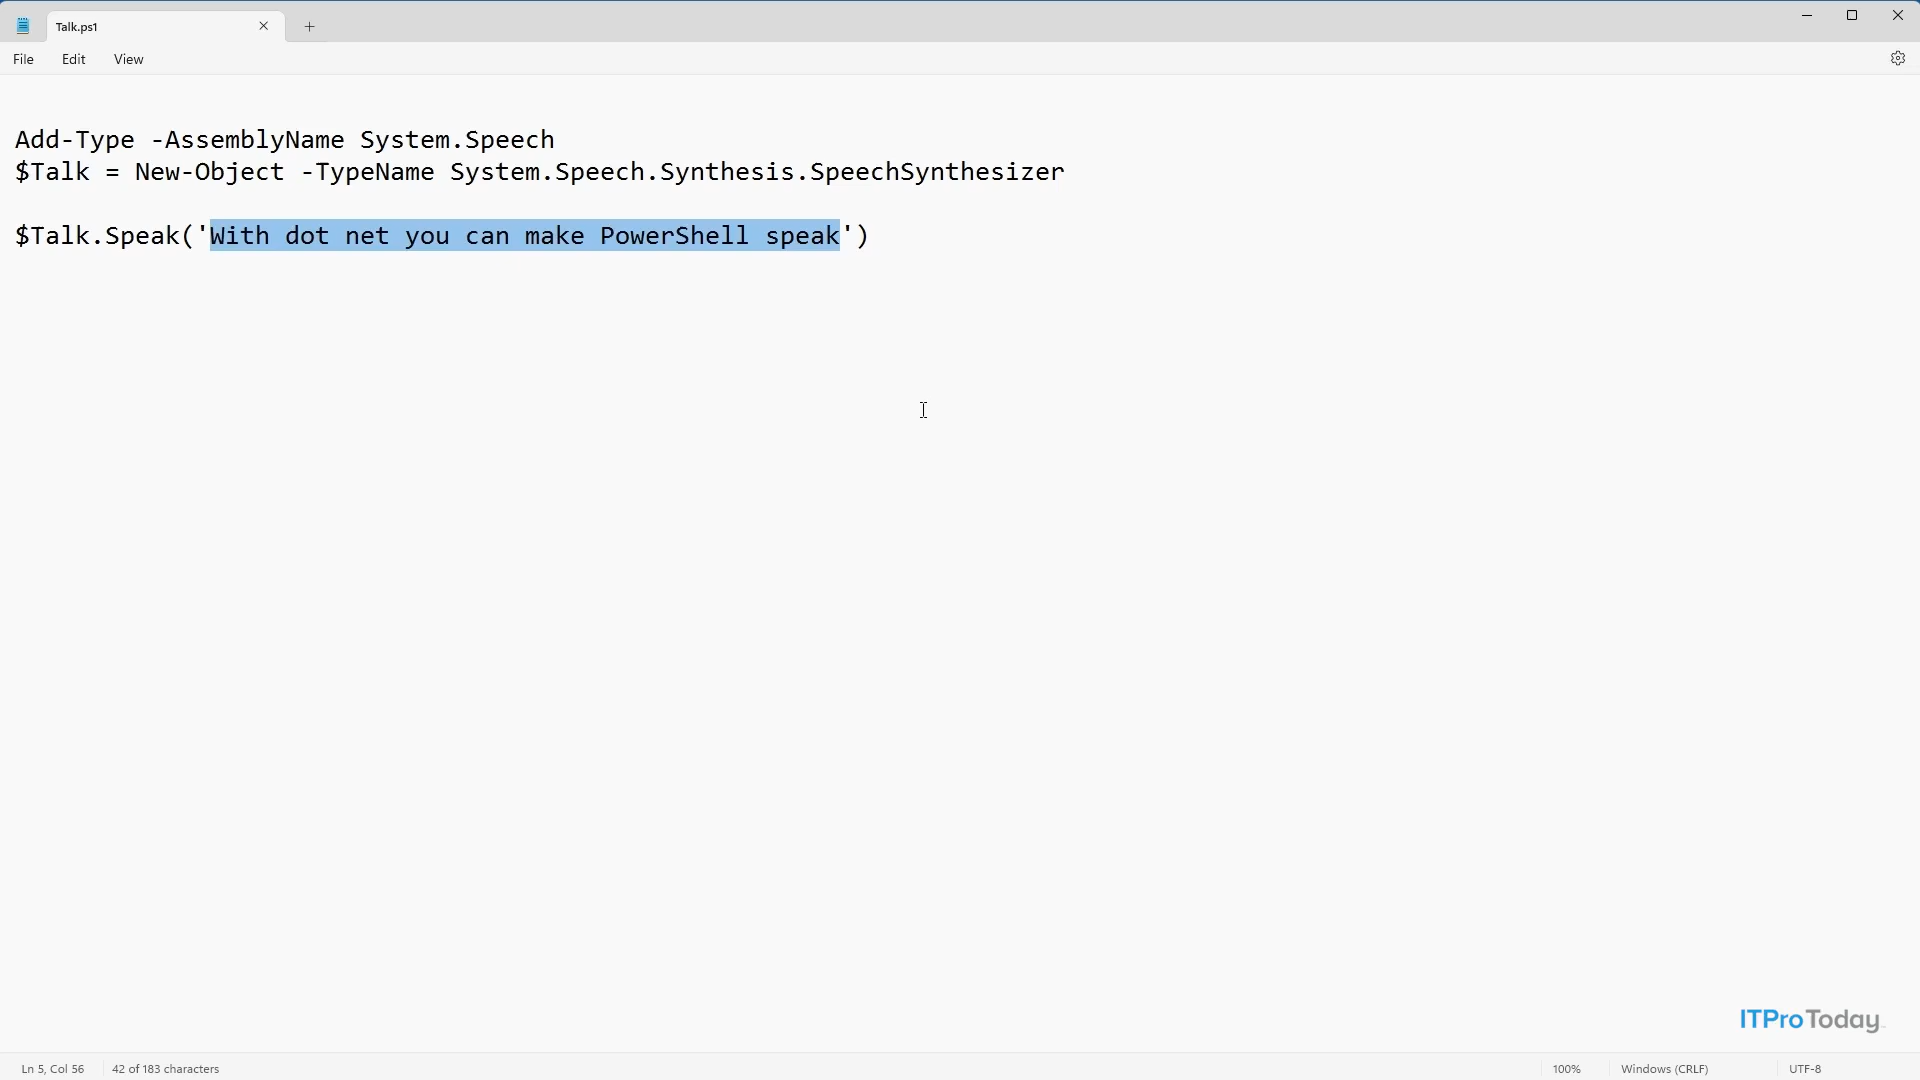 Talk.ps1
File Edit View
Add-Type -AssemblyName System.Speech
$Talk = New-Object -TypeName System.Speech.Synthesis.SpeechSynthesizer
$Talk.Speak('With dot net you can make PowerShell speak')
ITProToday
Ln 5, Col 56 42 of 183 characters 100% Windows (CRLF) UTF-8